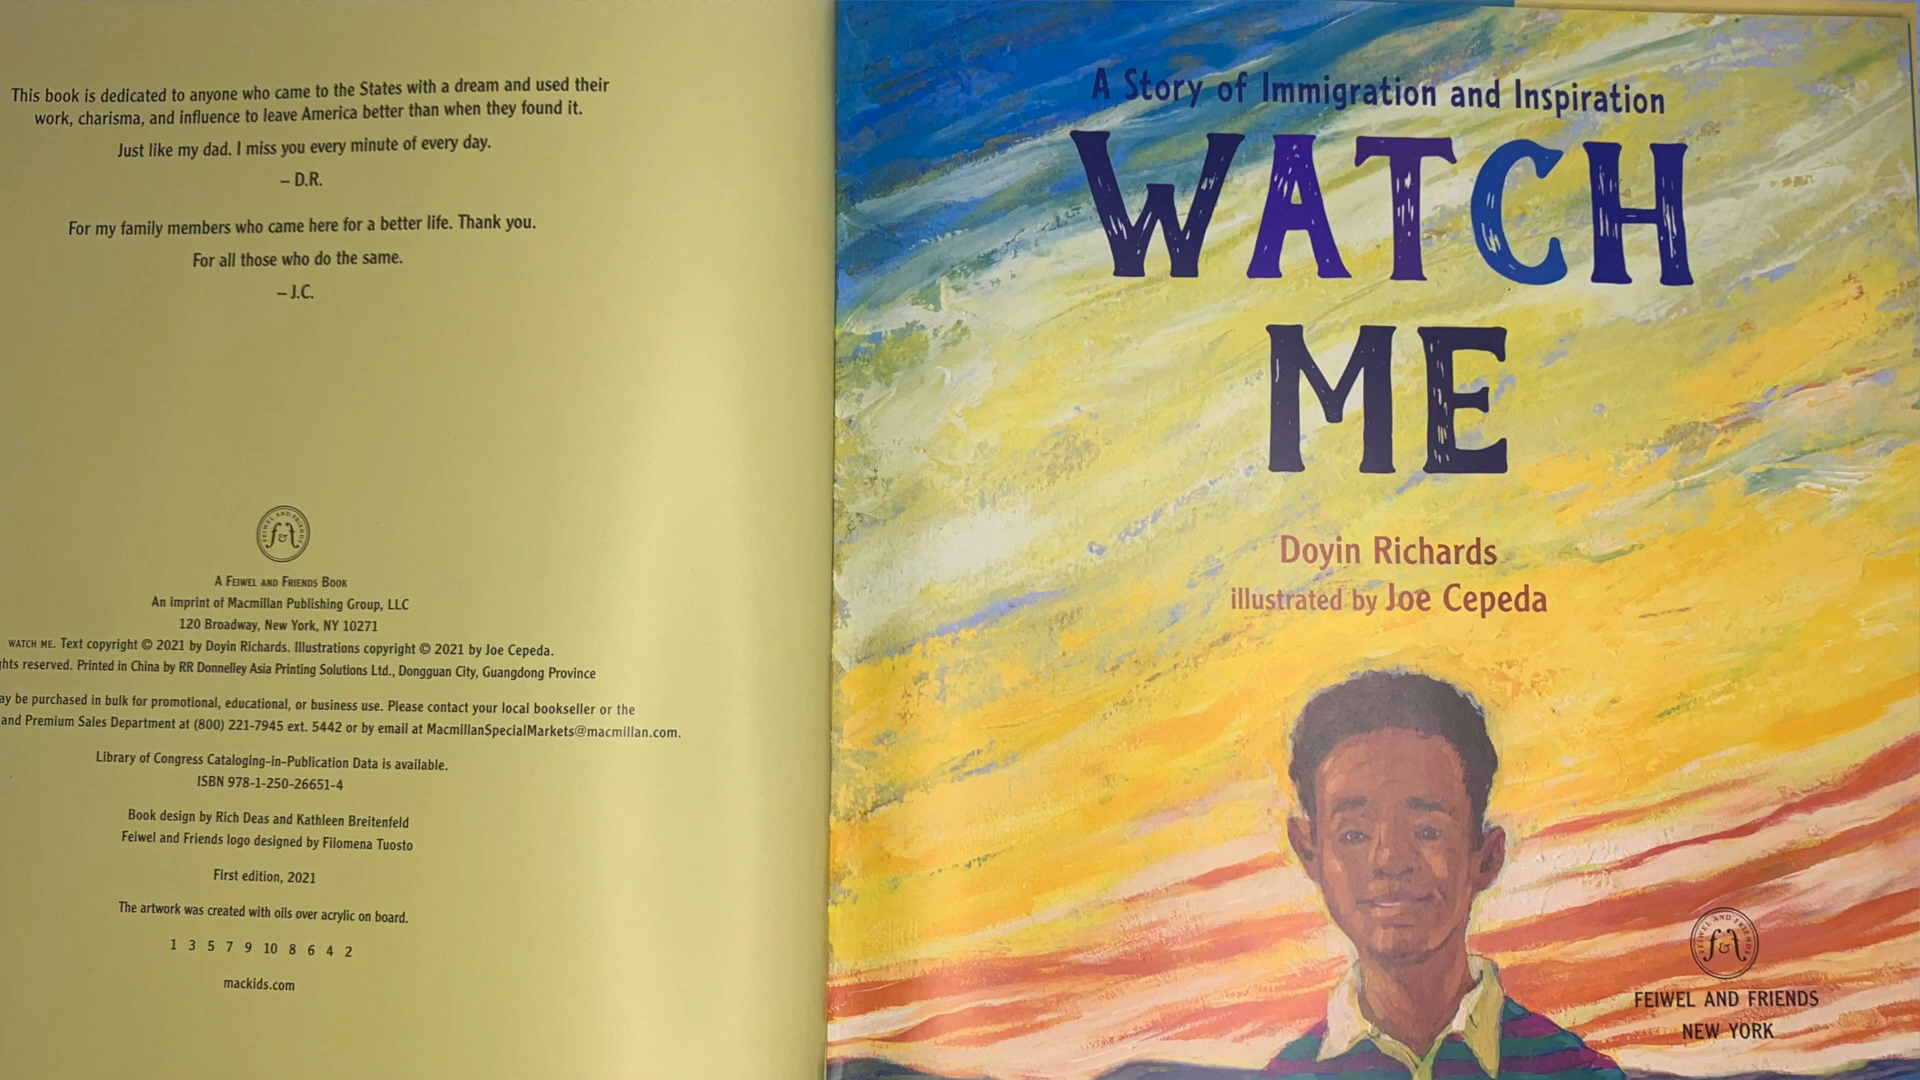 This book is dedicated to anyone who came to the States with a dream and used their
work, charisma, and influence to leave America better than when they found it.
Just like my dad. I miss you every minute of every day.
– D.R.
For my family members who came here for a better life. Thank you.
For all those who do the same.
– J.C.
FEIWEL AND FRIENDS
f&f
A FEIWEL AND FRIENDS BOOK
An imprint of Macmillan Publishing Group, LLC
120 Broadway, New York, NY 10271
WATCH ME. Text copyright © 2021 by Doyin Richards. Illustrations copyright © 2021 by Joe Cepeda.
reserved. Printed in China by RR Donnelley Asia Printing Solutions Ltd., Dongguan City, Guangdong Province
be purchased in bulk for promotional, educational, or business use. Please contact your local bookseller or the
and Premium Sales Department at (800) 221-7945 ext. 5442 or by email at MacmillanSpecialMarkets@macmillan.com.
Library of Congress Cataloging-in-Publication Data is available.
ISBN 978-1-250-26651-4
Book design by Rich Deas and Kathleen Breitenfeld
Feiwel and Friends logo designed by Filomena Tuosto
First edition, 2021
The artwork was created with oils over acrylic on board.
1 3 5 7 9 10 8 6 4 2
mackids.com
A Story of Immigration and Inspiration
WATCH
ME
Doyin Richards
illustrated by Joe Cepeda
FEIWEL AND FRIENDS
f&f
FEIWEL AND FRIENDS
NEW YORK